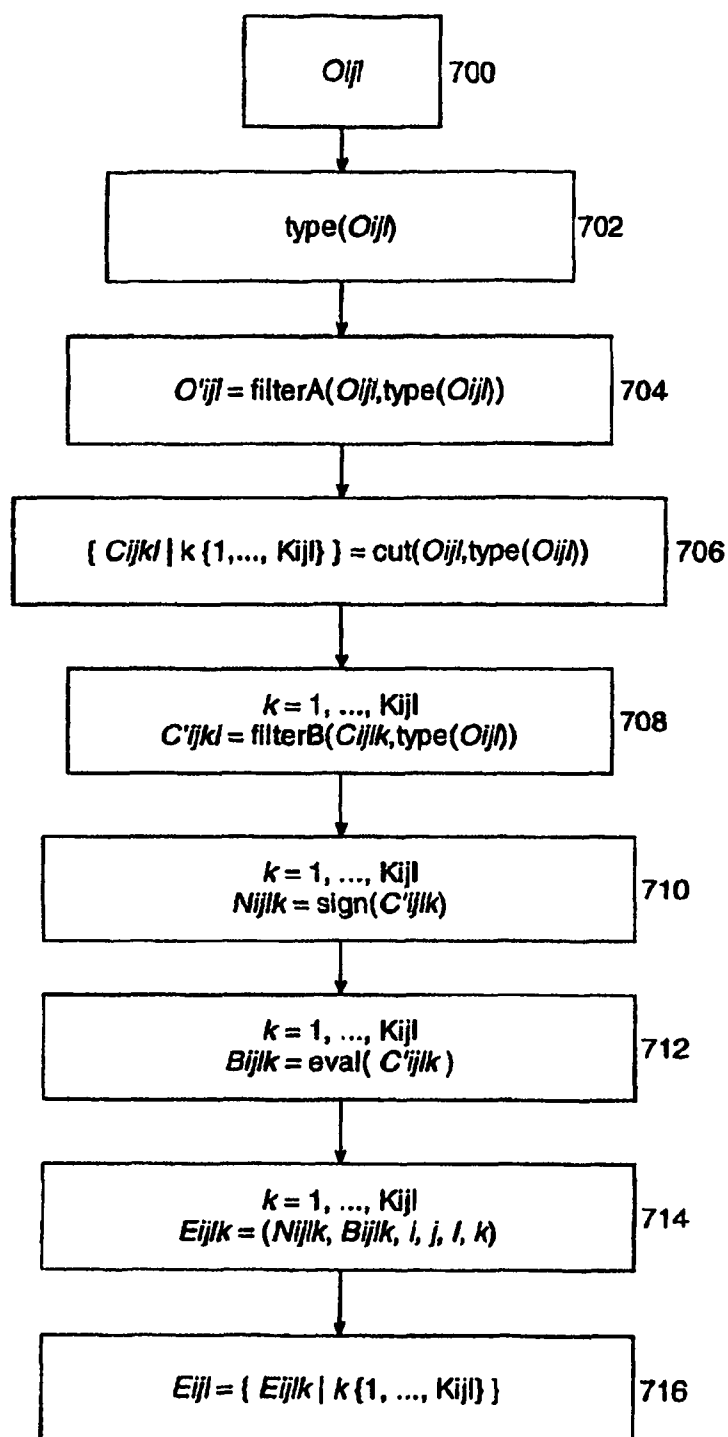 Oijl 700
type(Oijl) 702
O'ijl = filterA(Oijl,type(Oijl)) 704
{ Cijkl | k {1,..., Kijl} } = cut(Oijl,type(Oijl)) 706
k = 1, ..., Kijl
C'ijkl = filterB(Cijlk,type(Oijl)) 708
k = 1, ..., Kijl
Nijlk = sign(C'ijlk) 710
k = 1, ..., Kijl
Bijlk = eval( C'ijlk ) 712
k = 1, ..., Kijl
Eijlk = (Nijlk, Bijlk, i, j, l, k) 714
Eijl = { Eijlk | k {1, ..., Kijl} } 716